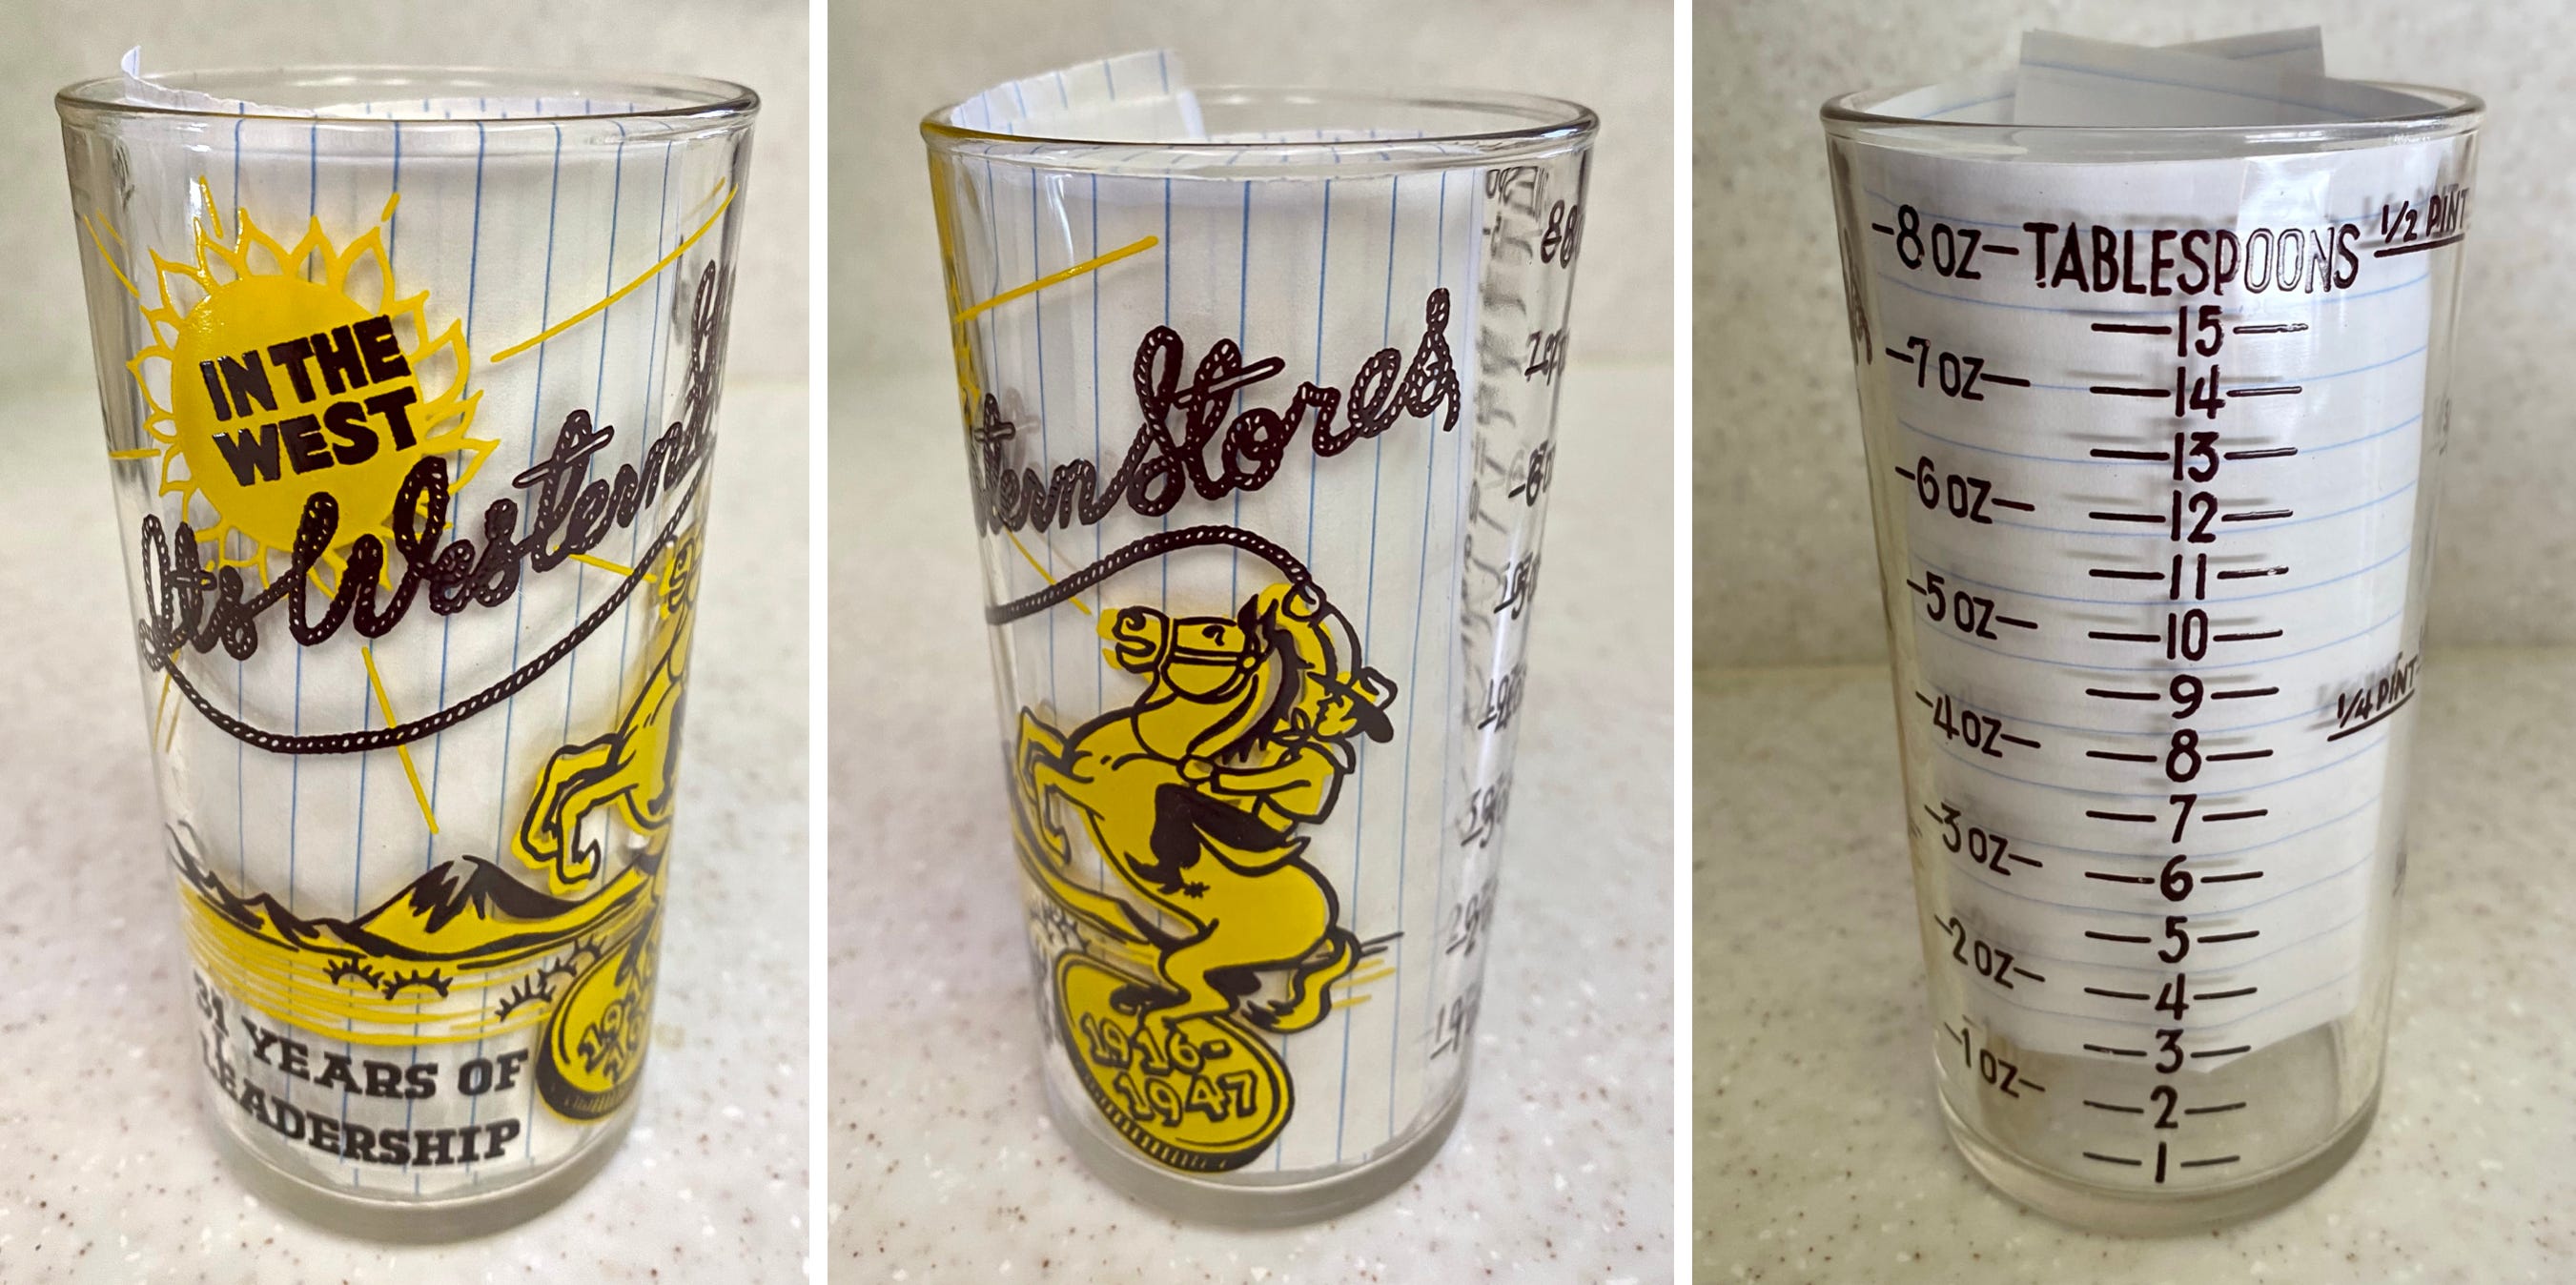 IN THE
WEST
It's Western
31 YEARS OF
LEADERSHIP
tern Stores
1916-
1947
-8 OZ- TABLESPOONS 1/2 PINT
15
-7 OZ-
14
13
-6 OZ-
12
11
-5 OZ-
10
9
1/4 PINT
-4 OZ-
8
7
-3 OZ-
6
5
-2 OZ-
4
3
-1 OZ-
2
1